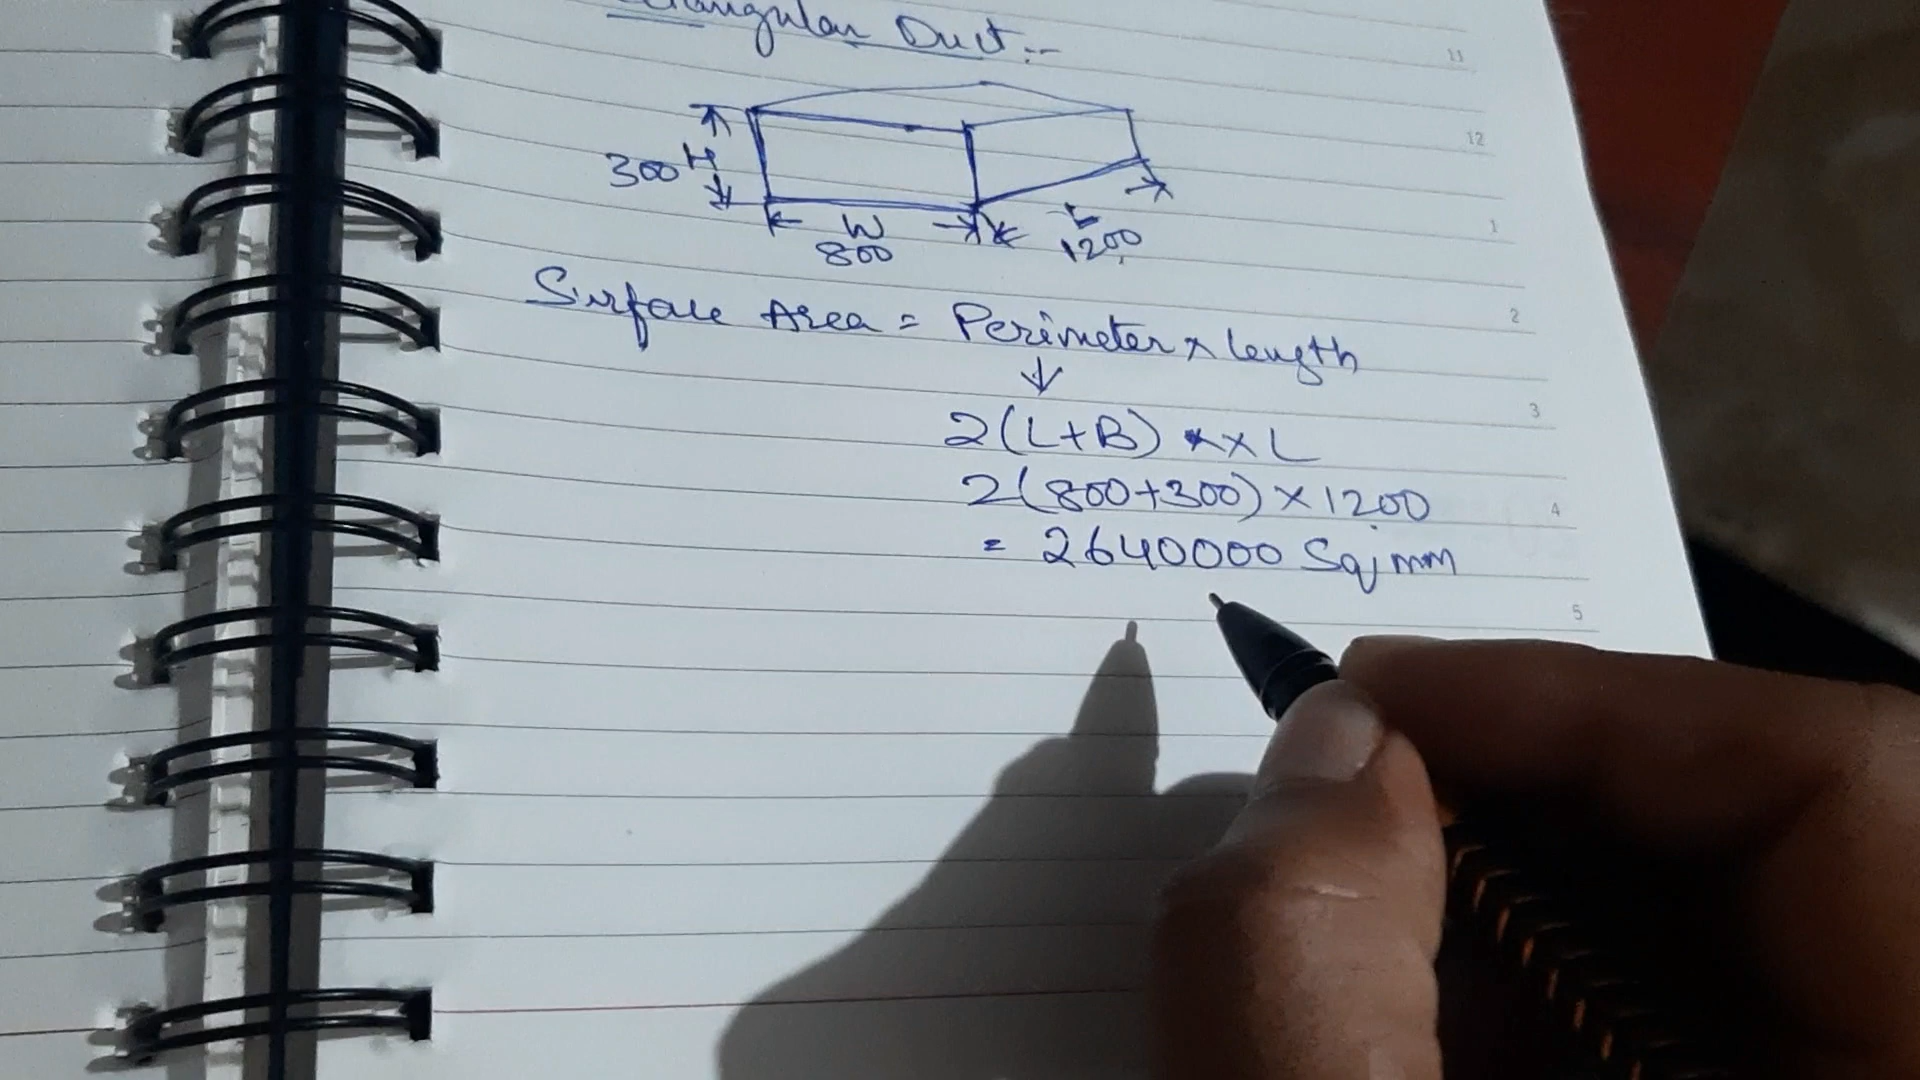 Duct:-
300 H
W
800
L
1200
Surface Area = Perimeter x length
↓
2(L+B) x x L
2(800+300) x 1200
= 2640000 Sq mm
11
12
1
2
3
4
5